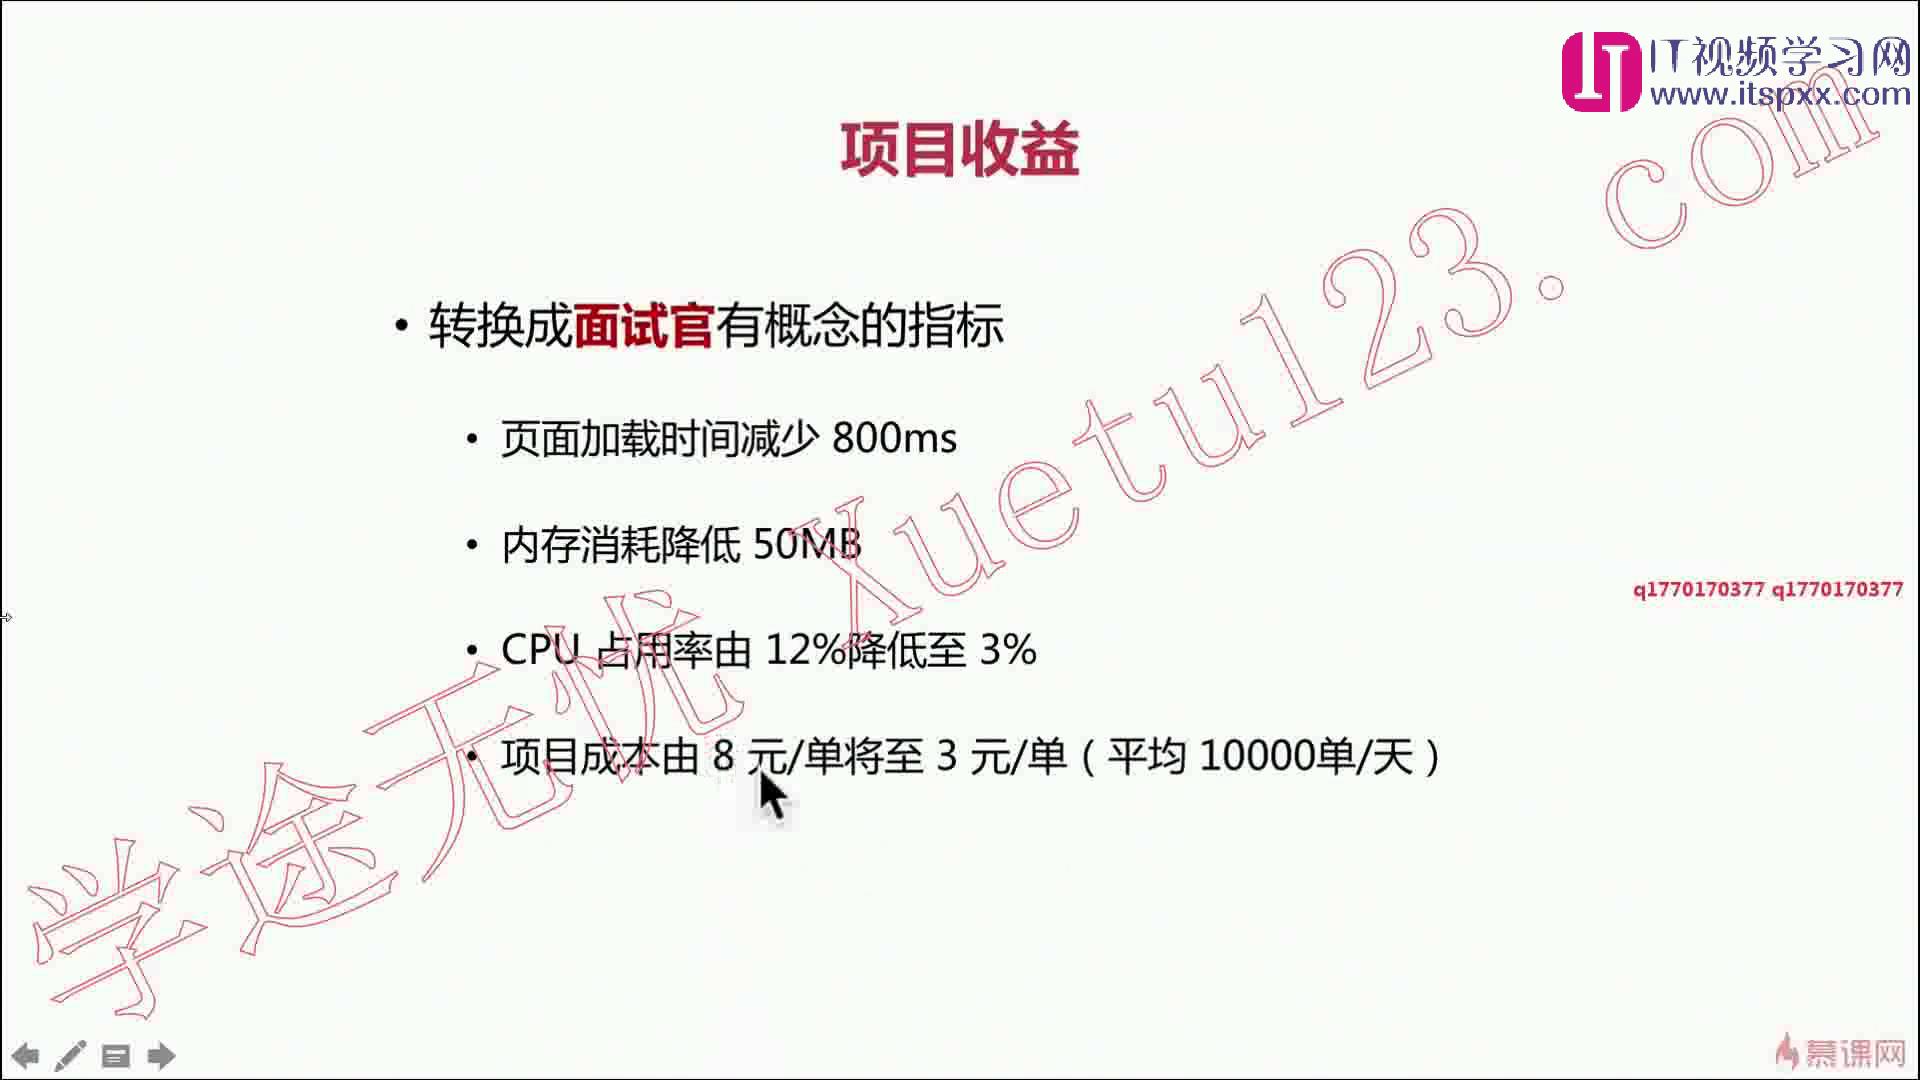 IT视频学习网
www.itspxx.com
项目收益
• 转换成面试官有概念的指标
• 页面加载时间减少 800ms
• 内存消耗降低 50MB
q1770170377 q1770170377
• CPU 占用率由 12%降低至 3%
• 项目成本由 8 元/单将至 3 元/单（平均 10000单/天）
学途无忧 Xuetu123.com
慕课网